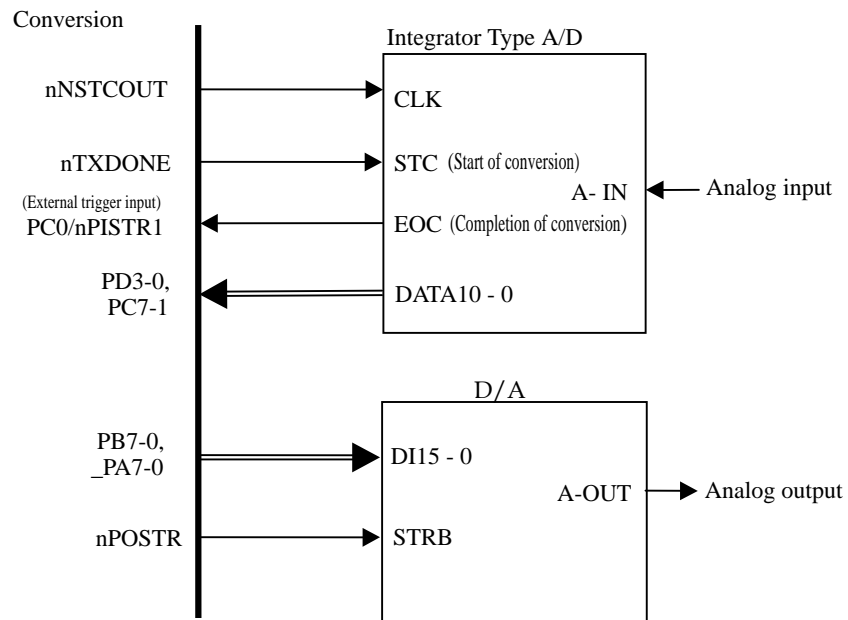 Conversion
Integrator Type A/D
nNSTCOUT
CLK
nTXDONE
STC (Start of conversion)
A- IN
Analog input
(External trigger input)
PC0/nPISTR1
EOC (Completion of conversion)
PD3-0,
PC7-1
DATA10 - 0
D/A
PB7-0,
_PA7-0
DI15 - 0
A-OUT
Analog output
nPOSTR
STRB